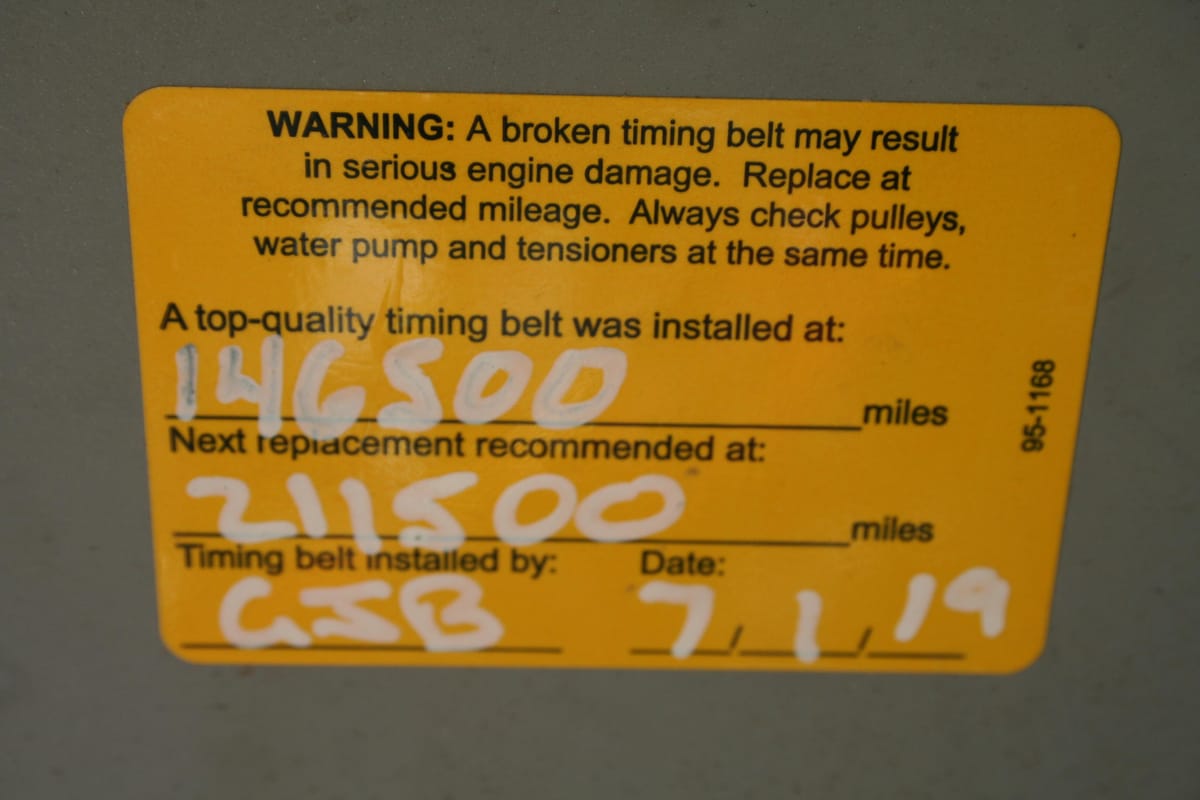 WARNING: A broken timing belt may result
in serious engine damage. Replace at
recommended mileage. Always check pulleys,
water pump and tensioners at the same time.
A top-quality timing belt was installed at:
146500 miles
Next replacement recommended at:
211500 miles
Timing belt installed by: Date:
GJB 7/1/19
95-1168